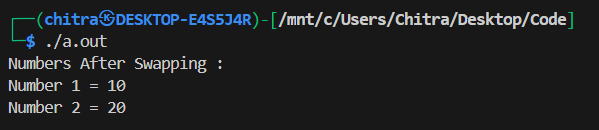 ┌──(chitra㉿DESKTOP-E4S5J4R)-[/mnt/c/Users/Chitra/Desktop/Code]
└─$ ./a.out
Numbers After Swapping :
Number 1 = 10
Number 2 = 20